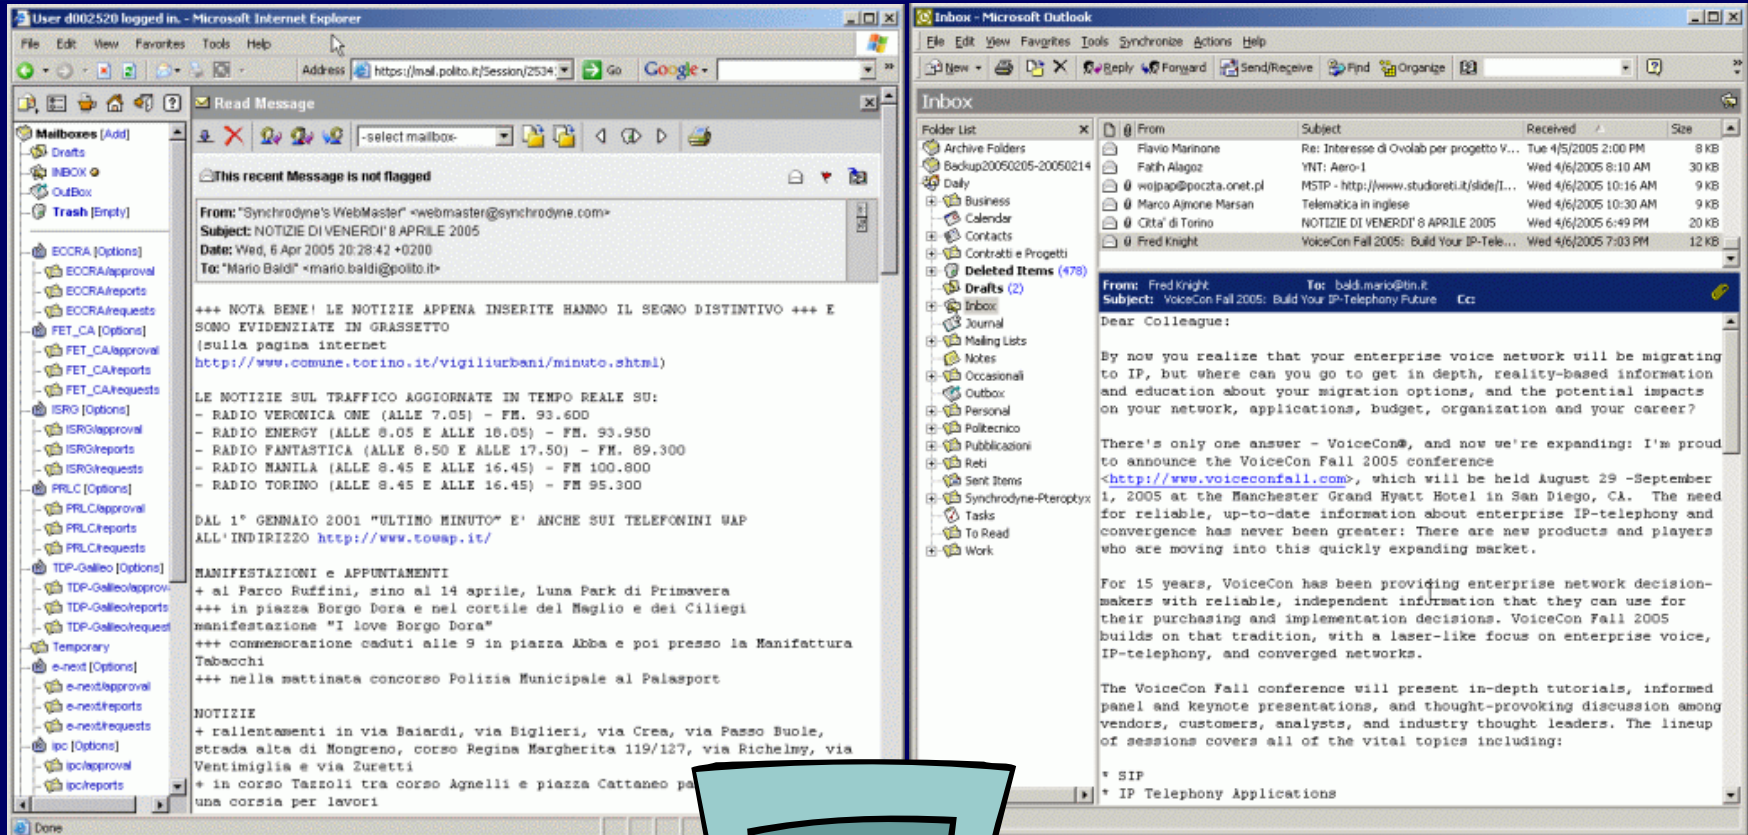 User d002520 logged in. - Microsoft Internet Explorer
File Edit View Favorites Tools Help
Address https://mail.polito.it/Session/2534 Go Google
Mailboxes [Add]
Drafts
INBOX
OutBox
Trash [Empty]
ECCRA [Options]
ECCRA/approval
ECCRA/reports
ECCRA/requests
FET_CA [Options]
FET_CA/approval
FET_CA/reports
FET_CA/requests
ISRG [Options]
ISRG/approval
ISRG/reports
ISRG/requests
PRLC [Options]
PRLC/approval
PRLC/reports
PRLC/requests
TDP-Galileo [Options]
TDP-Galileo/approv
TDP-Galileo/reports
TDP-Galileo/request
Temporary
e-next [Options]
e-next/approval
e-next/reports
e-next/requests
ipc [Options]
ipc/approval
ipc/reports
Done
Read Message
-select mailbox-
This recent Message is not flagged
From: "Synchrodyne's WebMaster" <webmaster@synchrodyne.com>
Subject: NOTIZIE DI VENERDI' 8 APRILE 2005
Date: Wed, 6 Apr 2005 20:28:42 +0200
To: "Mario Baldi" <mario.baldi@polito.it>
+++ NOTA BENE! LE NOTIZIE APPENA INSERITE HANNO IL SEGNO DISTINTIVO +++ E
SONO EVIDENZIATE IN GRASSETTO
(sulla pagina internet
http://www.comune.torino.it/vigiliurbani/minuto.shtml)
LE NOTIZIE SUL TRAFFICO AGGIORNATE IN TEMPO REALE SU:
- RADIO VERONICA ONE (ALLE 7.05) - FM. 93.600
- RADIO ENERGY (ALLE 8.05 E ALLE 18.05) - FM. 93.950
- RADIO FANTASTICA (ALLE 8.50 E ALLE 17.50) - FM. 89.300
- RADIO MANILA (ALLE 8.45 E ALLE 16.45) - FM 100.800
- RADIO TORINO (ALLE 8.45 E ALLE 16.45) - FM 95.300
DAL 1° GENNAIO 2001 "ULTIMO MINUTO" E' ANCHE SUI TELEFONINI WAP
ALL'INDIRIZZO http://www.towap.it/
MANIFESTAZIONI e APPUNTAMENTI
+ al Parco Ruffini, sino al 14 aprile, Luna Park di Primavera
+++ in piazza Borgo Dora e nel cortile del Maglio e dei Ciliegi
manifestazione "I love Borgo Dora"
+++ commemorazione caduti alle 9 in piazza Abba e poi presso la Manifattura
Tabacchi
+++ nella mattinata concorso Polizia Municipale al Palasport
NOTIZIE
+ rallentamenti in via Baiardi, via Biglieri, via Crea, via Passo Buole,
strada alta di Mongreno, corso Regina Margherita 119/127, via Richelmy, via
Ventimiglia e via Zuretti
+ in corso Tazzoli tra corso Agnelli e piazza Cattaneo pa
una corsia per lavori
Inbox - Microsoft Outlook
File Edit View Favorites Tools Synchronize Actions Help
New Reply Forward Send/Receive Find Organize
Inbox
Folder List
Archive Folders
Backup20050205-20050214
Daily
Business
Calendar
Contacts
Contratti e Progetti
Deleted Items (478)
Drafts (2)
Inbox
Journal
Mailing Lists
Notes
Occasionali
Outbox
Personal
Politecnico
Pubblicazioni
Reti
Sent Items
Synchrodyne-Pteroptyx
Tasks
To Read
Work
From Subject Received Size
Flavio Marinone Re: Interesse di Ovolab per progetto V... Tue 4/5/2005 2:00 PM 8 KB
Fatih Alagoz YNT: Aero-1 Wed 4/6/2005 8:10 AM 30 KB
wojpap@poczta.onet.pl MSTP - http://www.studioreti.it/slide/I... Wed 4/6/2005 10:16 AM 9 KB
Marco Ajmone Marsan Telematica in inglese Wed 4/6/2005 10:30 AM 9 KB
Citta' di Torino NOTIZIE DI VENERDI' 8 APRILE 2005 Wed 4/6/2005 6:49 PM 20 KB
Fred Knight VoiceCon Fall 2005: Build Your IP-Tele... Wed 4/6/2005 7:03 PM 12 KB
From: Fred Knight To: baldi.mario@tin.it
Subject: VoiceCon Fall 2005: Build Your IP-Telephony Future Cc:
Dear Colleague:
By now you realize that your enterprise voice network will be migrating
to IP, but where can you go to get in depth, reality-based information
and education about your migration options, and the potential impacts
on your network, applications, budget, organization and your career?
There's only one answer - VoiceCon®, and now we're expanding: I'm proud
to announce the VoiceCon Fall 2005 conference
<http://www.voiceconfall.com>, which will be held August 29 -September
1, 2005 at the Manchester Grand Hyatt Hotel in San Diego, CA. The need
for reliable, up-to-date information about enterprise IP-telephony and
convergence has never been greater: There are new products and players
who are moving into this quickly expanding market.
For 15 years, VoiceCon has been providing enterprise network decision-
makers with reliable, independent information that they can use for
their purchasing and implementation decisions. VoiceCon Fall 2005
builds on that tradition, with a laser-like focus on enterprise voice,
IP-telephony, and converged networks.
The VoiceCon Fall conference will present in-depth tutorials, informed
panel and keynote presentations, and thought-provoking discussion among
vendors, customers, analysts, and industry thought leaders. The lineup
of sessions covers all of the vital topics including:
* SIP
* IP Telephony Applications